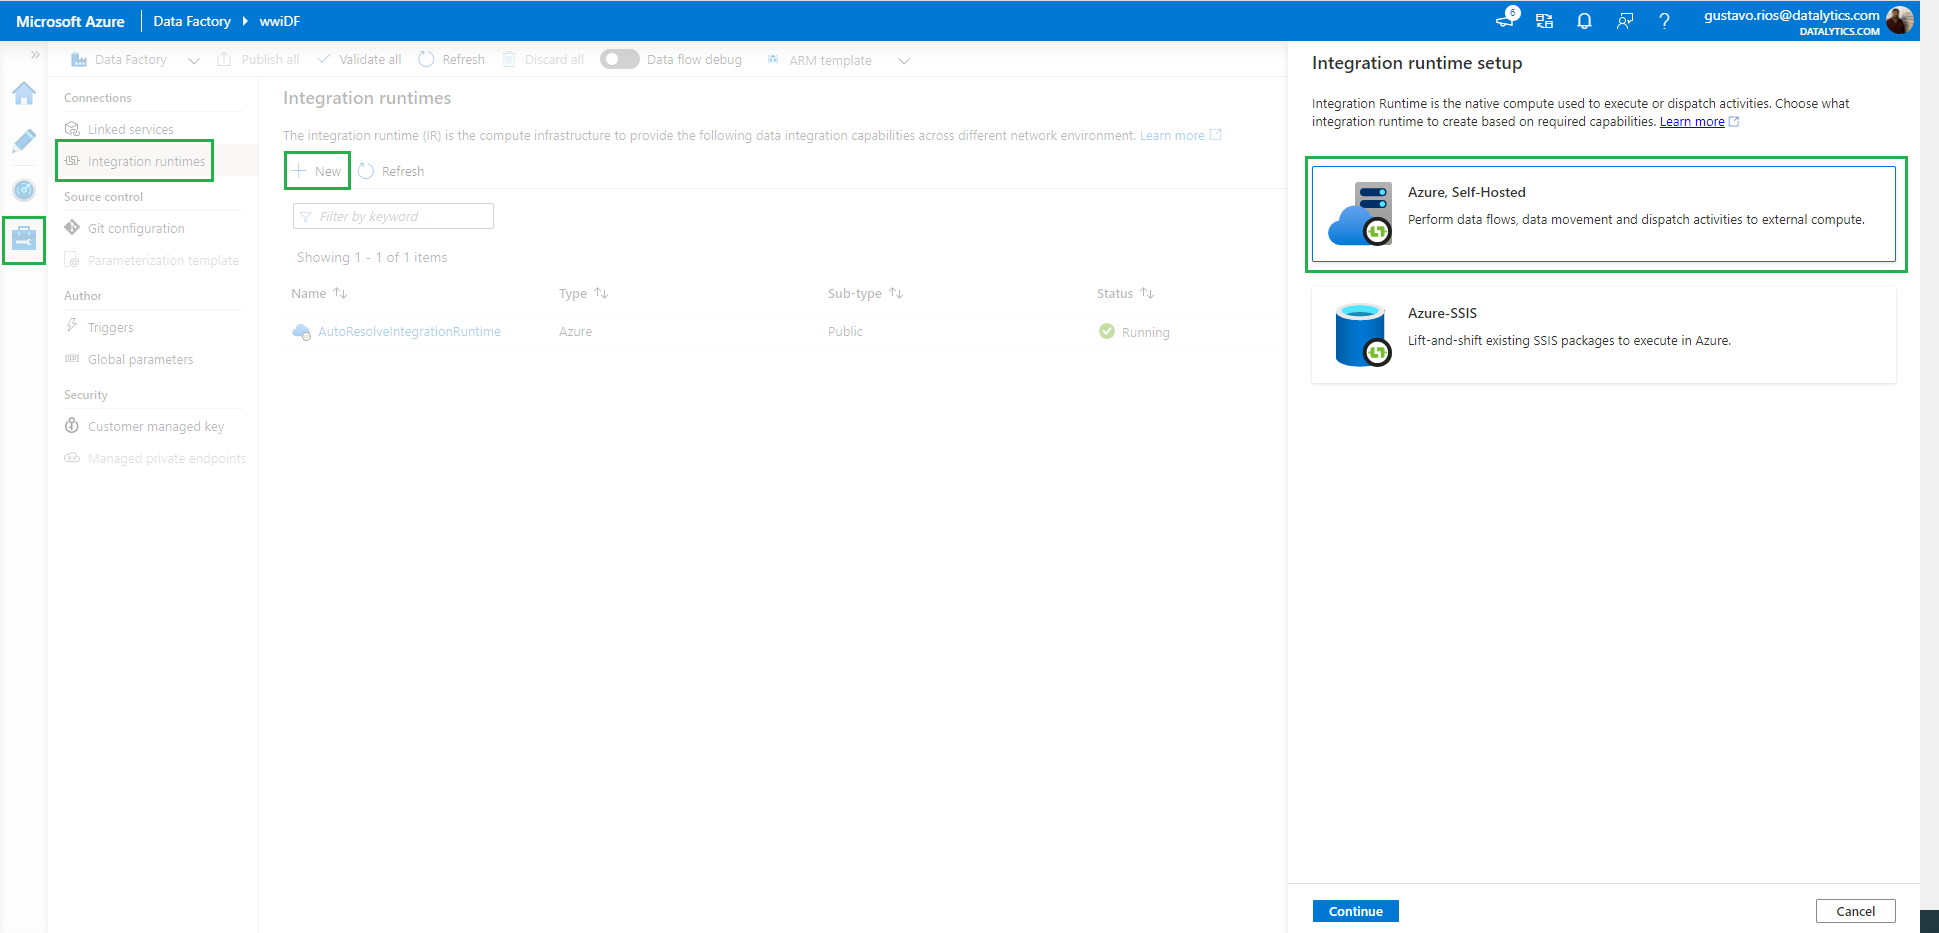 Microsoft Azure
Data Factory
wwiDF
6
gustavo.rios@datalytics.com
DATALYTICS.COM
Data Factory
Publish all
Validate all
Refresh
Discard all
Data flow debug
ARM template
Connections
Linked services
Integration runtimes
Source control
Git configuration
Parameterization template
Author
Triggers
Global parameters
Security
Customer managed key
Managed private endpoints
Integration runtimes
The integration runtime (IR) is the compute infrastructure to provide the following data integration capabilities across different network environment. Learn more
New
Refresh
Filter by keyword
Showing 1 - 1 of 1 items
Name
Type
Sub-type
Status
AutoResolveIntegrationRuntime
Azure
Public
Running
Integration runtime setup
Integration Runtime is the native compute used to execute or dispatch activities. Choose what
integration runtime to create based on required capabilities. Learn more
Azure, Self-Hosted
Perform data flows, data movement and dispatch activities to external compute.
Azure-SSIS
Lift-and-shift existing SSIS packages to execute in Azure.
Continue
Cancel